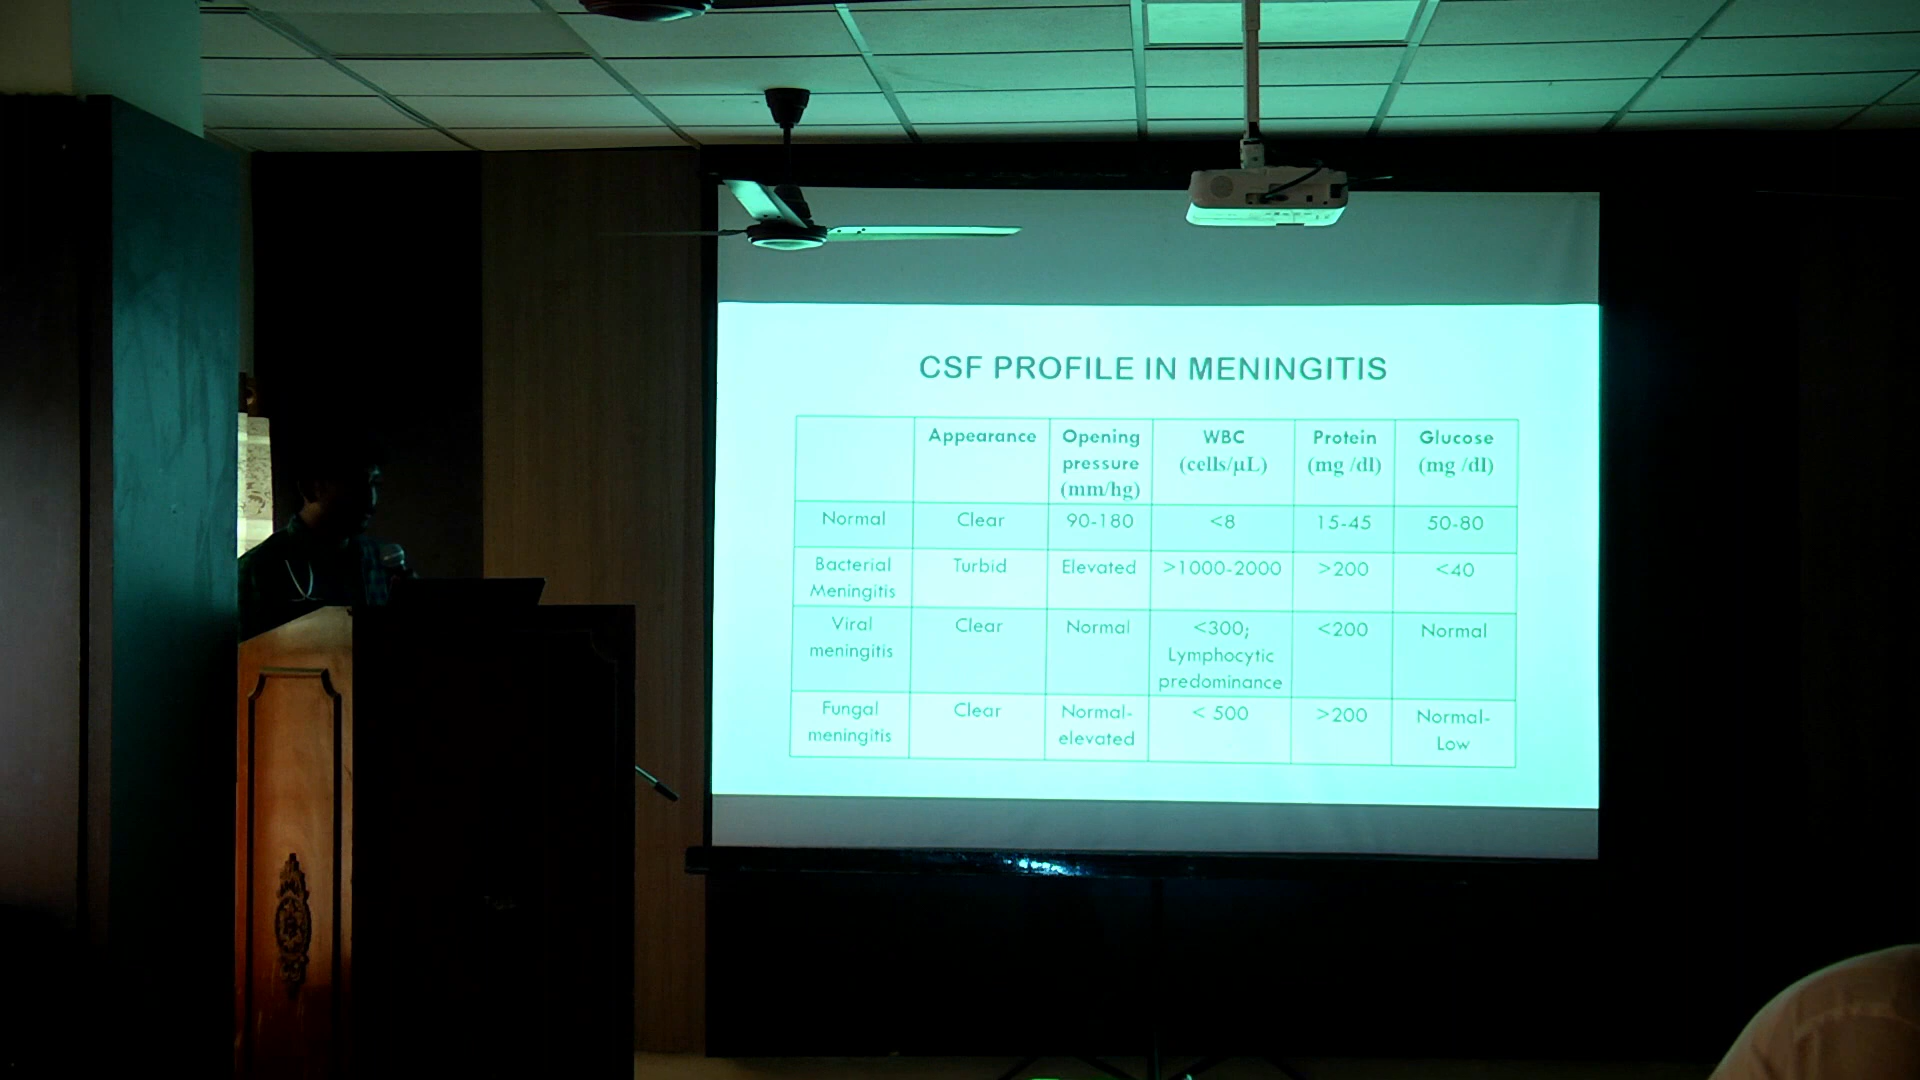 CSF PROFILE IN MENINGITIS
Appearance
Opening
pressure
(mm/hg)
WBC
(cells/µL)
Protein
(mg /dl)
Glucose
(mg /dl)
Normal
Clear
90-180
<8
15-45
50-80
Bacterial
Meningitis
Turbid
Elevated
>1000-2000
>200
<40
Viral
meningitis
Clear
Normal
<300;
Lymphocytic
predominance
<200
Normal
Fungal
meningitis
Clear
Normal-
elevated
< 500
>200
Normal-
Low